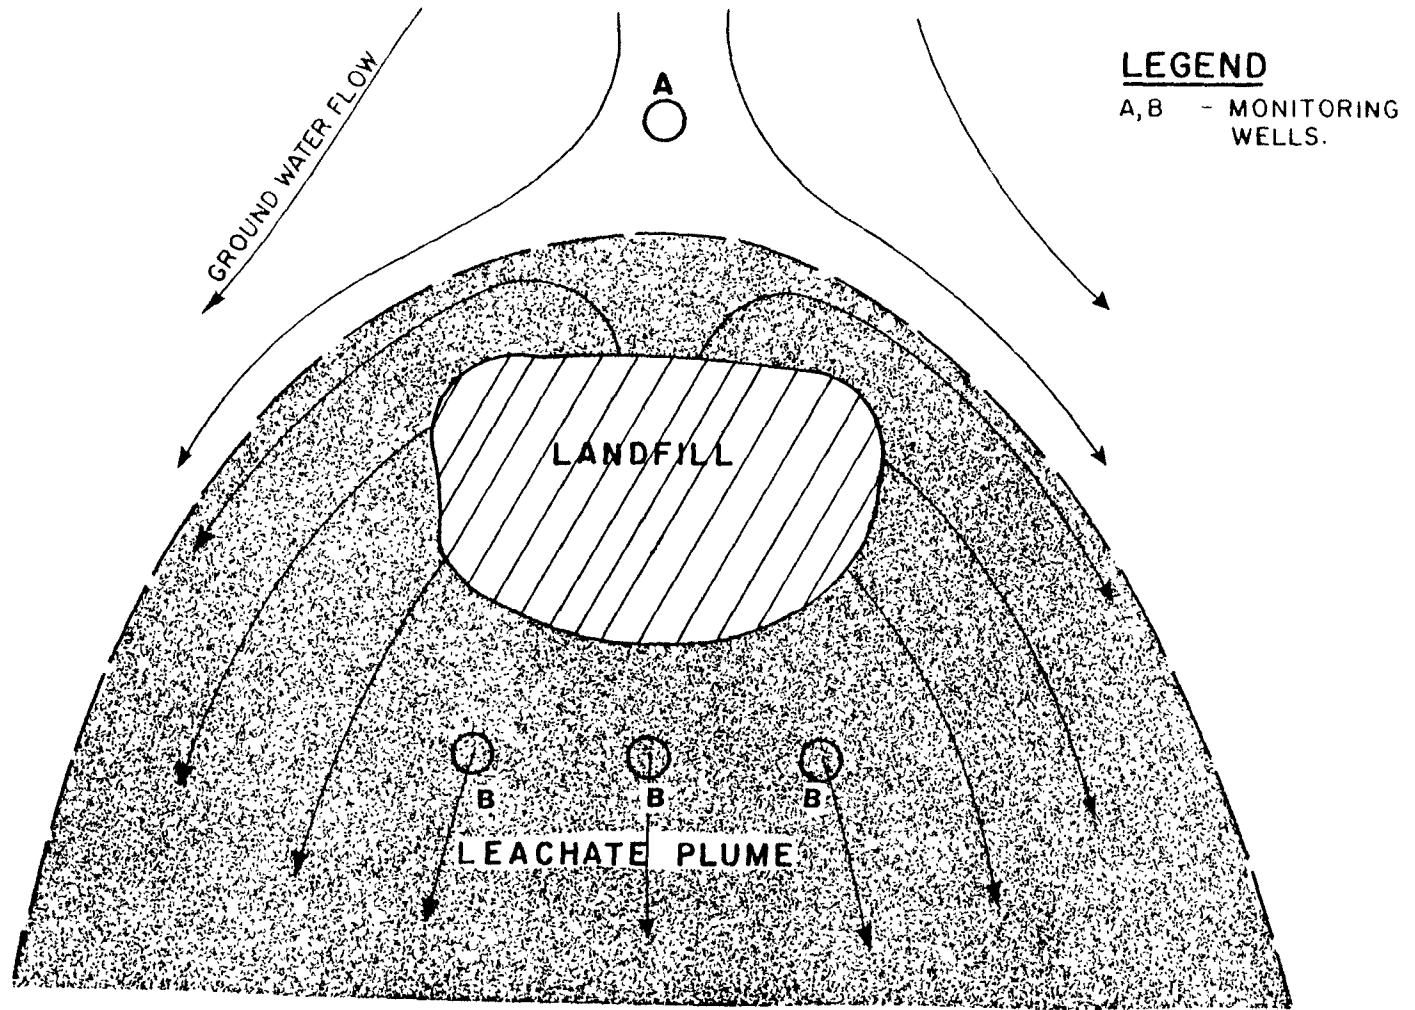 LEGEND
A,B - MONITORING
WELLS.
A
GROUND WATER FLOW
LANDFILL
B B B
LEACHATE PLUME